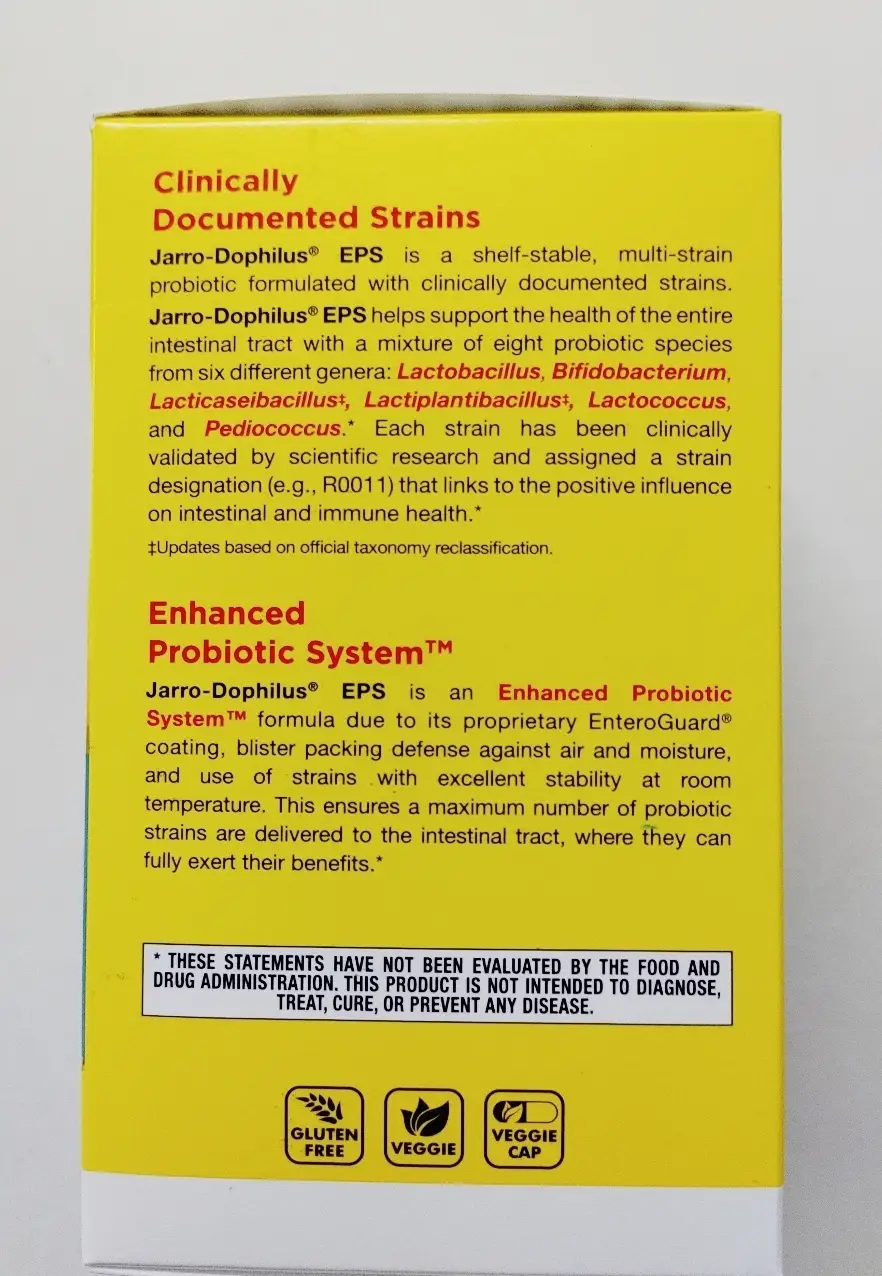 Clinically
Documented Strains
Jarro-Dophilus® EPS is a shelf-stable, multi-strain
probiotic formulated with clinically documented strains.
Jarro-Dophilus® EPS helps support the health of the entire
intestinal tract with a mixture of eight probiotic species
from six different genera: Lactobacillus, Bifidobacterium,
Lacticaseibacillus‡, Lactiplantibacillus‡, Lactococcus,
and Pediococcus.* Each strain has been clinically
validated by scientific research and assigned a strain
designation (e.g., R0011) that links to the positive influence
on intestinal and immune health.*
‡Updates based on official taxonomy reclassification.
Enhanced
Probiotic System™
Jarro-Dophilus® EPS is an Enhanced Probiotic
System™ formula due to its proprietary EnteroGuard®
coating, blister packing defense against air and moisture,
and use of strains with excellent stability at room
temperature. This ensures a maximum number of probiotic
strains are delivered to the intestinal tract, where they can
fully exert their benefits.*
* THESE STATEMENTS HAVE NOT BEEN EVALUATED BY THE FOOD AND
DRUG ADMINISTRATION. THIS PRODUCT IS NOT INTENDED TO DIAGNOSE,
TREAT, CURE, OR PREVENT ANY DISEASE.
GLUTEN
FREE
VEGGIE
VEGGIE
CAP